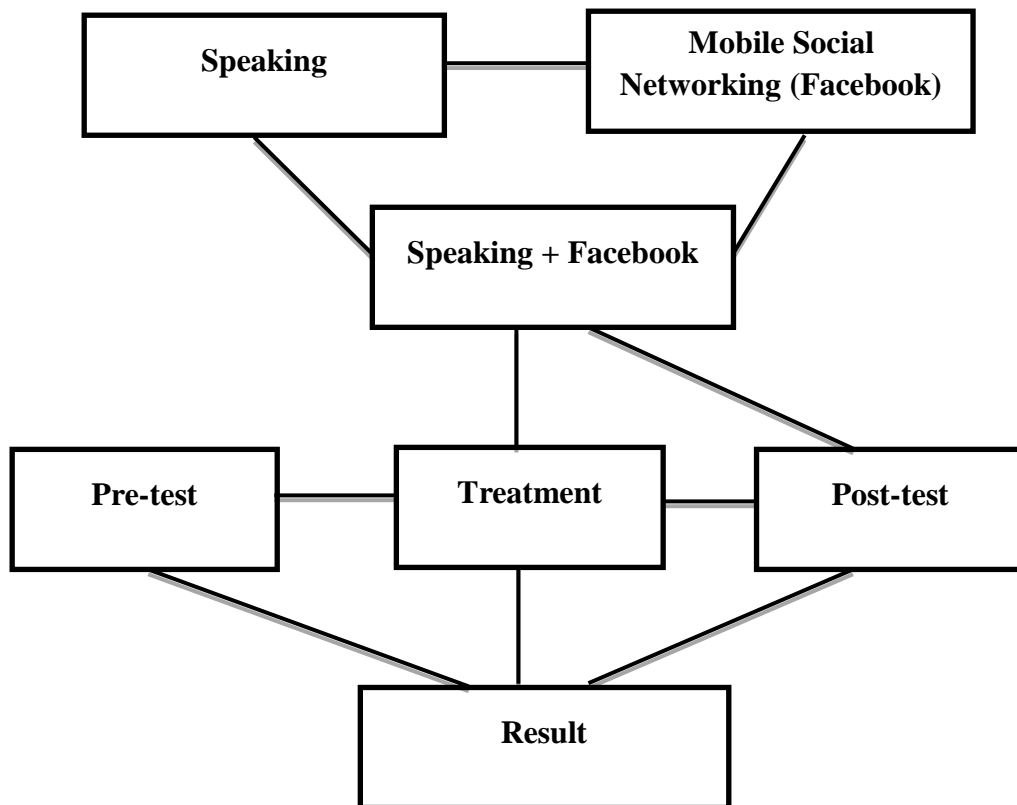 Speaking
Mobile Social
Networking (Facebook)
Speaking + Facebook
Pre-test
Treatment
Post-test
Result